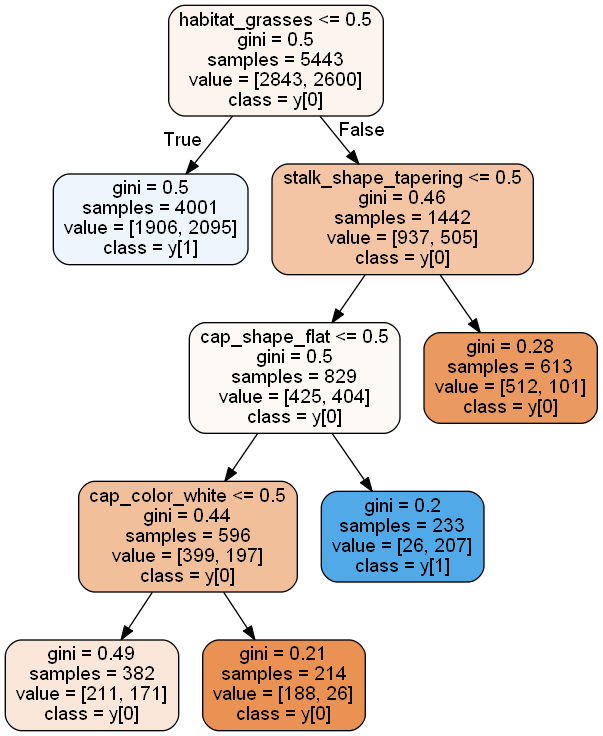 habitat_grasses <= 0.5
gini = 0.5
samples = 5443
value = [2843, 2600]
class = y[0]
True
False
gini = 0.5
samples = 4001
value = [1906, 2095]
class = y[1]
stalk_shape_tapering <= 0.5
gini = 0.46
samples = 1442
value = [937, 505]
class = y[0]
cap_shape_flat <= 0.5
gini = 0.5
samples = 829
value = [425, 404]
class = y[0]
gini = 0.28
samples = 613
value = [512, 101]
class = y[0]
cap_color_white <= 0.5
gini = 0.44
samples = 596
value = [399, 197]
class = y[0]
gini = 0.2
samples = 233
value = [26, 207]
class = y[1]
gini = 0.49
samples = 382
value = [211, 171]
class = y[0]
gini = 0.21
samples = 214
value = [188, 26]
class = y[0]